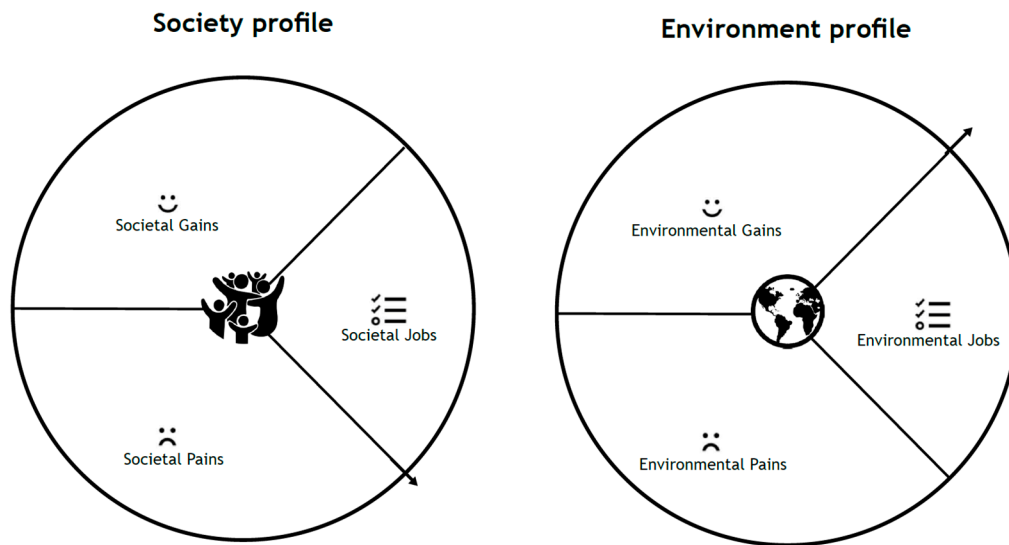 Society profile
Environment profile
Societal Gains
Societal Jobs
Societal Pains
Environmental Gains
Environmental Jobs
Environmental Pains